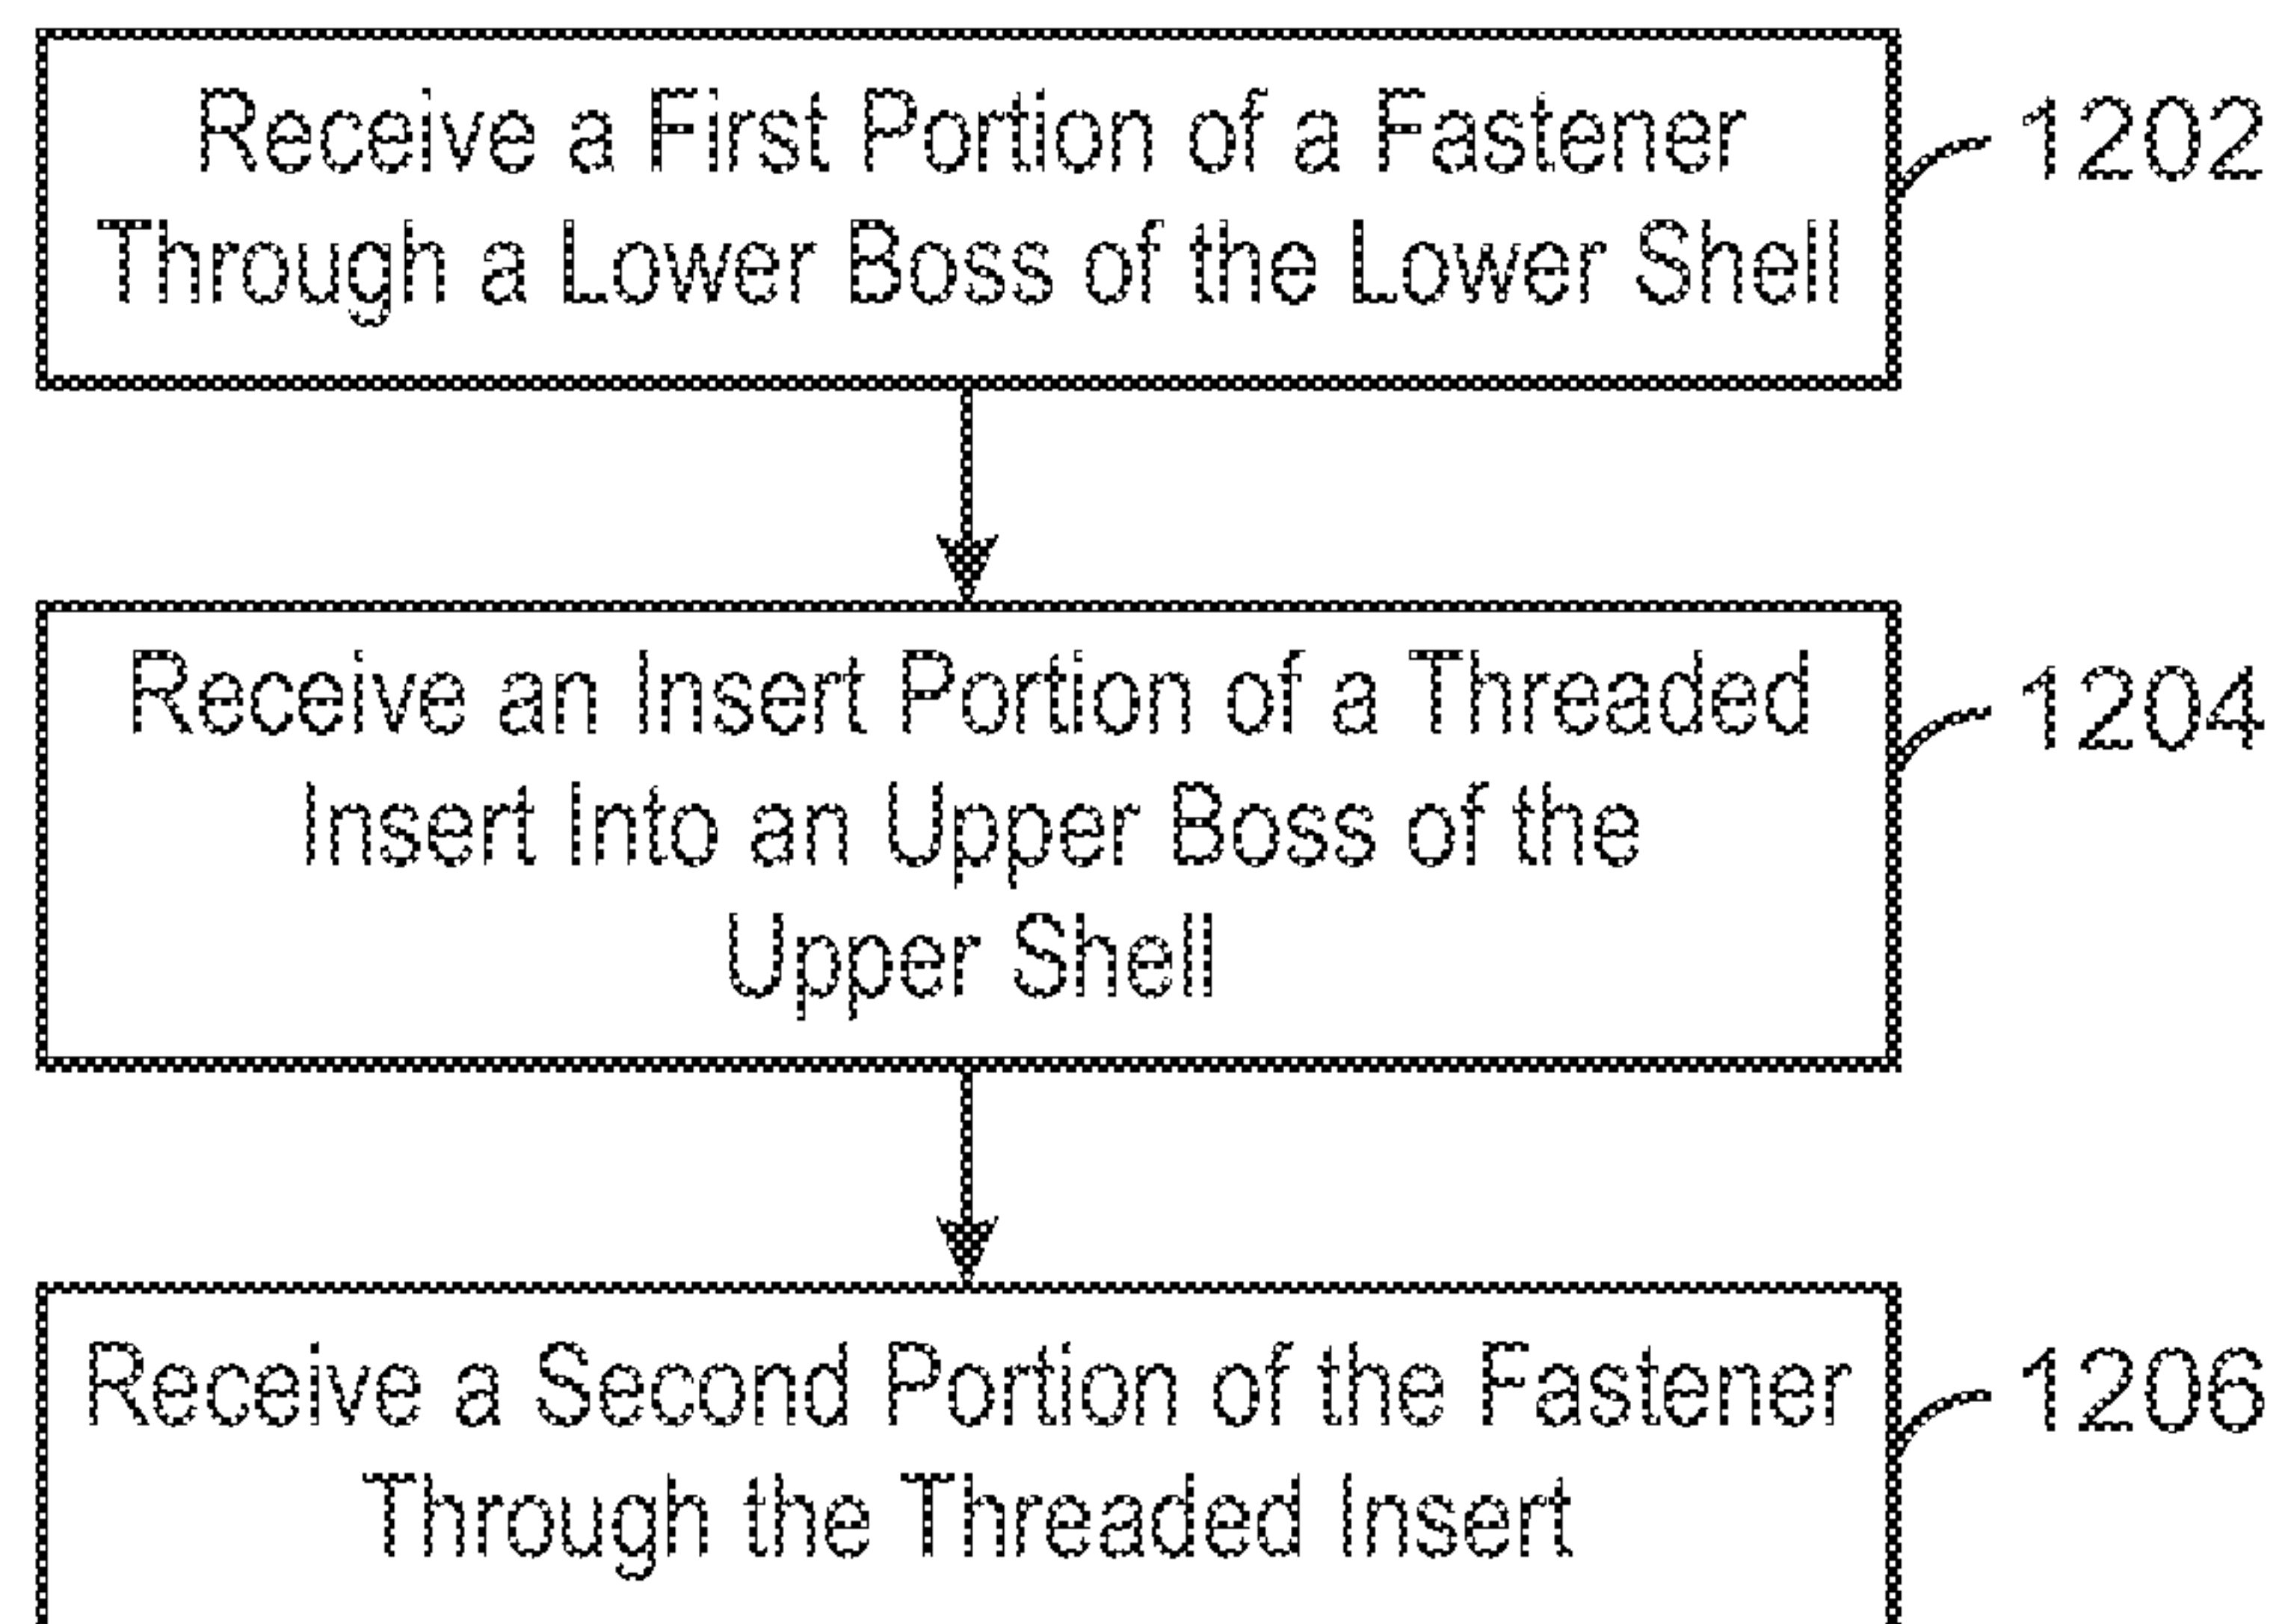 Receive a First Portion of a Fastener
Through a Lower Boss of the Lower Shell
1202
Receive an Insert Portion of a Threaded
Insert Into an Upper Boss of the
Upper Shell
1204
Receive a Second Portion of the Fastener
Through the Threaded Insert
1206